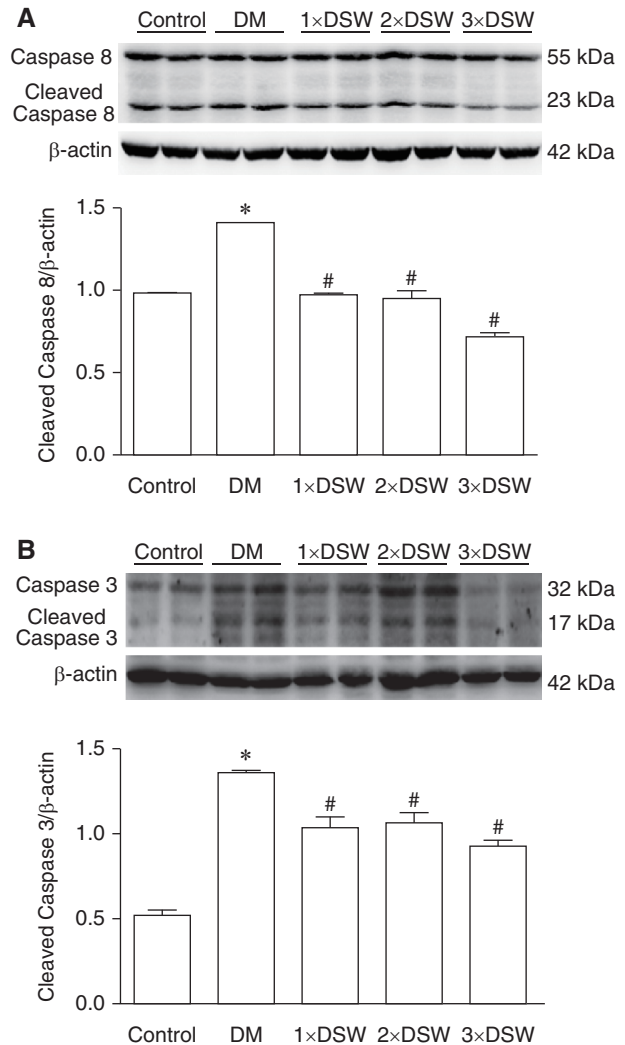 A
Control DM 1×DSW 2×DSW 3×DSW
Caspase 8 55 kDa
Cleaved
Caspase 8 23 kDa
β-actin 42 kDa
Cleaved Caspase 8/β-actin
1.5
1.0
0.5
0.0
*
#
#
#
Control DM 1×DSW 2×DSW 3×DSW
B
Control DM 1×DSW 2×DSW 3×DSW
Caspase 3 32 kDa
Cleaved
Caspase 3 17 kDa
β-actin 42 kDa
Cleaved Caspase 3/β-actin
1.5
1.0
0.5
0.0
*
#
#
#
Control DM 1×DSW 2×DSW 3×DSW